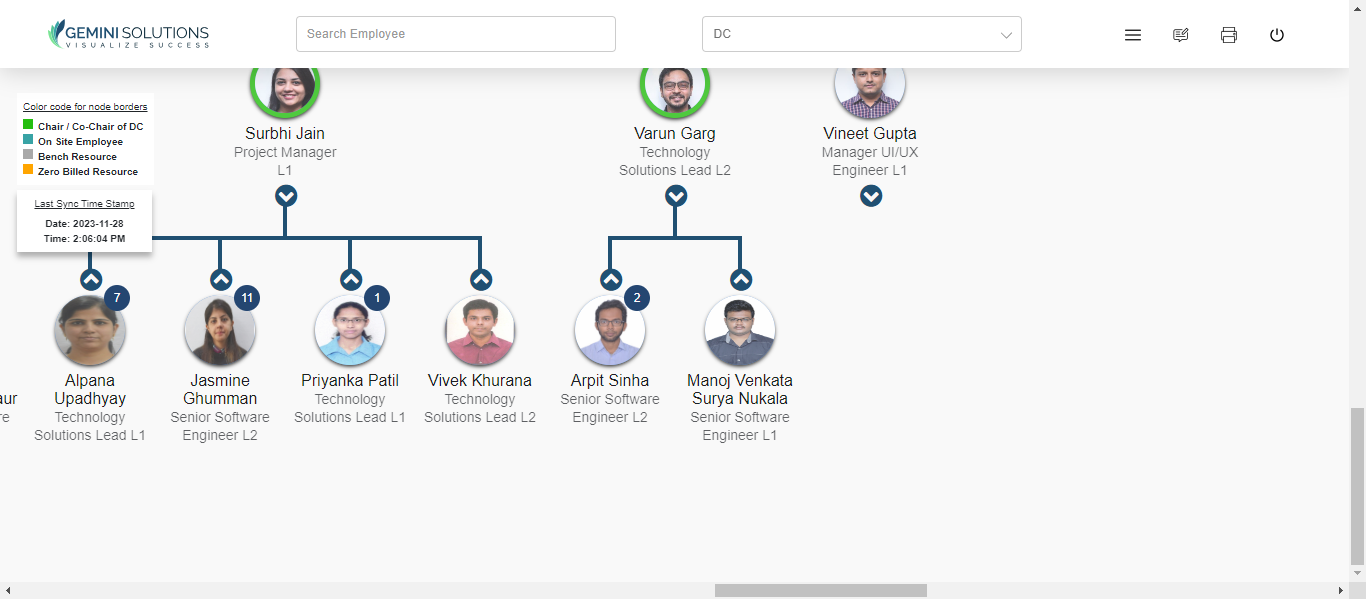 GEMINI SOLUTIONS
VISUALIZE SUCCESS
Search Employee
DC
Color code for node borders
Chair / Co-Chair of DC
On Site Employee
Bench Resource
Zero Billed Resource
Last Sync Time Stamp
Date: 2023-11-28
Time: 2:06:04 PM
Surbhi Jain
Project Manager
L1
Varun Garg
Technology
Solutions Lead L2
Vineet Gupta
Manager UI/UX
Engineer L1
aur
re
7
Alpana
Upadhyay
Technology
Solutions Lead L1
11
Jasmine
Ghumman
Senior Software
Engineer L2
1
Priyanka Patil
Technology
Solutions Lead L1
Vivek Khurana
Technology
Solutions Lead L2
2
Arpit Sinha
Senior Software
Engineer L2
Manoj Venkata
Surya Nukala
Senior Software
Engineer L1